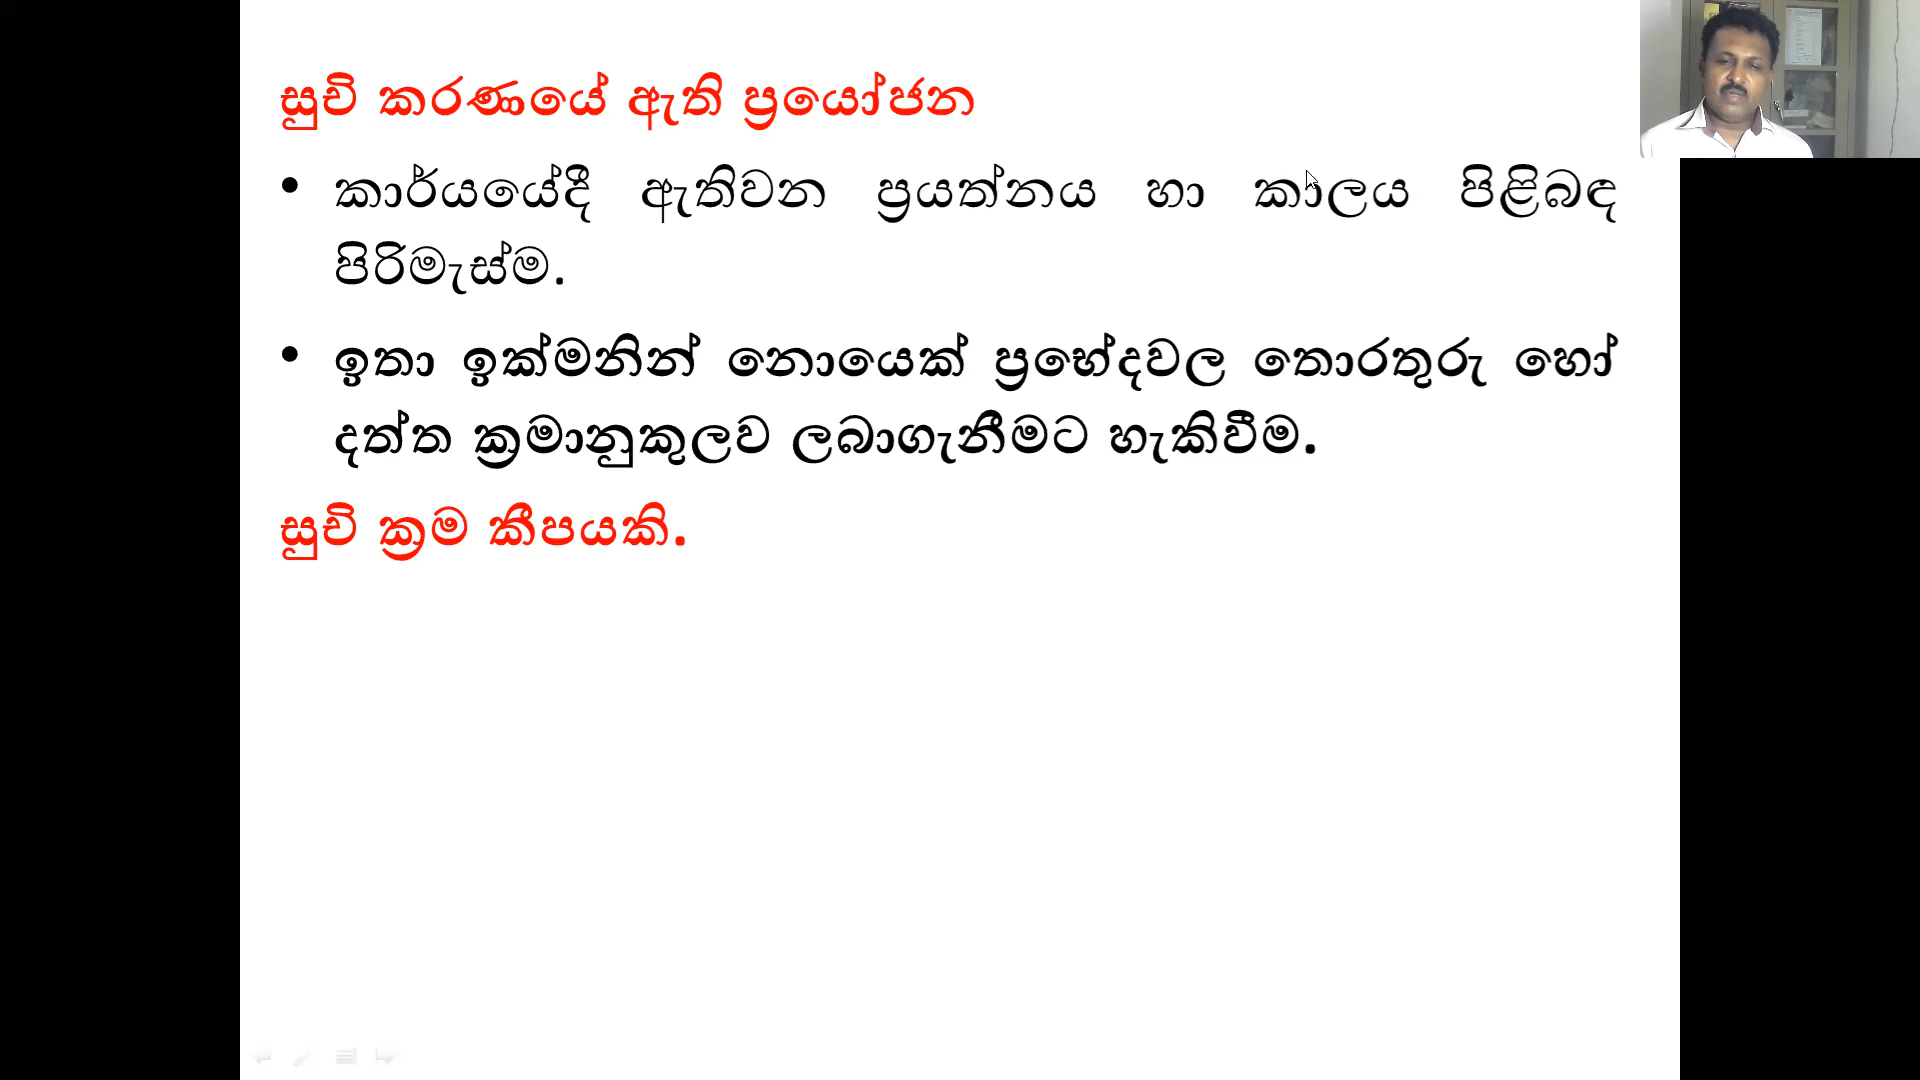 සුචි කරණයේ ඇති ප්‍රයෝජන
• කාර්යයේදී ඇතිවන ප්‍රයත්නය හා කාලය පිළිබඳ
පිරිමැස්ම.
• ඉතා ඉක්මනින් නොයෙක් ප්‍රභේදවල තොරතුරු හෝ
දත්ත ක්‍රමානුකුලව ලබාගැනීමට හැකිවීම.
සුචි ක්‍රම කීපයකි.